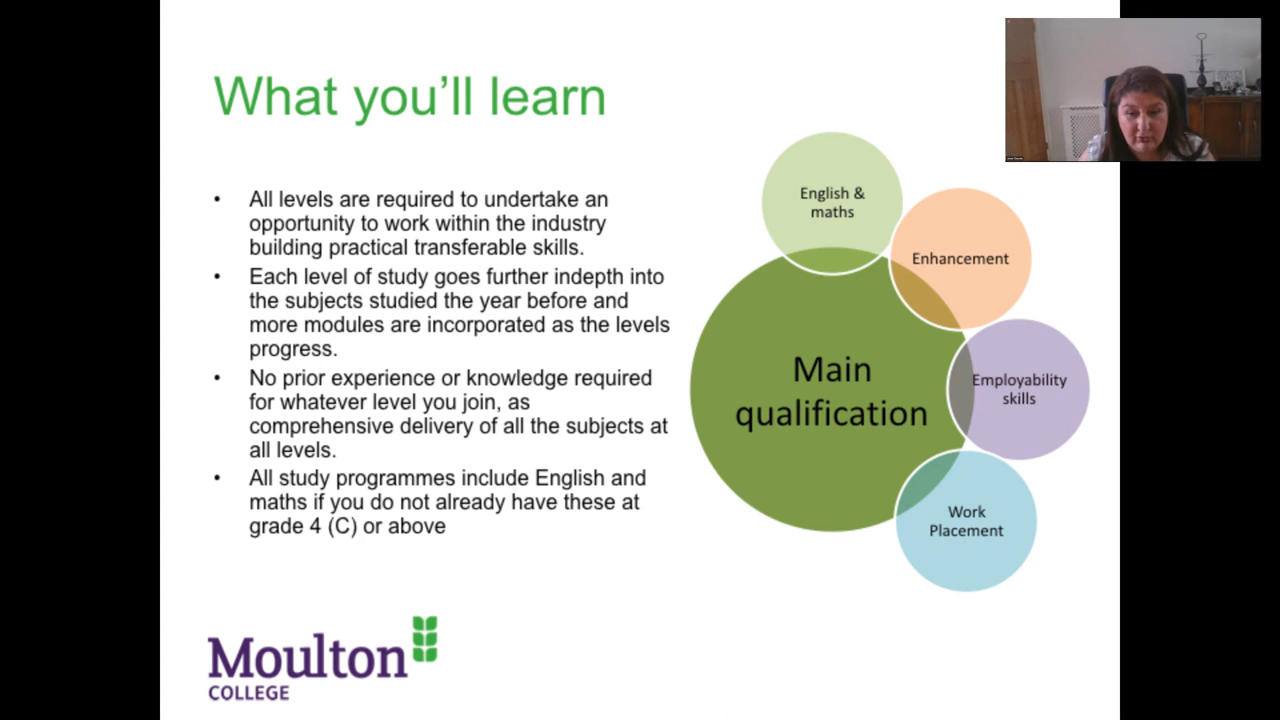 What you'll learn
• All levels are required to undertake an
opportunity to work within the industry
building practical transferable skills.
• Each level of study goes further indepth into
the subjects studied the year before and
more modules are incorporated as the levels
progress.
• No prior experience or knowledge required
for whatever level you join, as
comprehensive delivery of all the subjects at
all levels.
• All study programmes include English and
maths if you do not already have these at
grade 4 (C) or above
English &
maths
Enhancement
Main
qualification
Employability
skills
Work
Placement
Moulton
COLLEGE